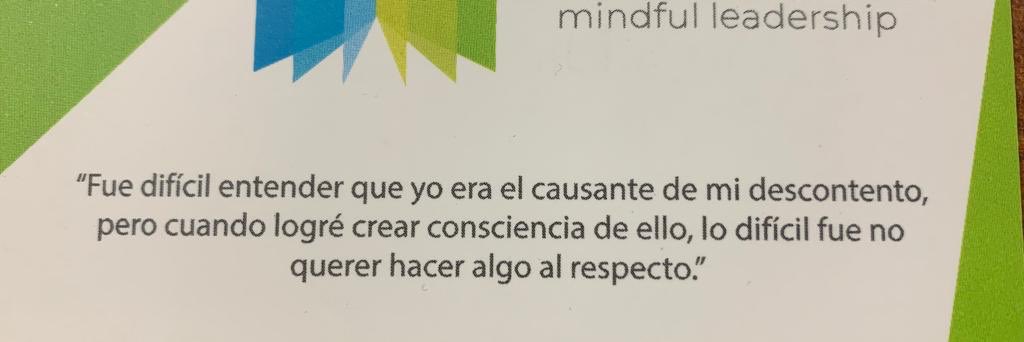 mindful leadership
“Fue difícil entender que yo era el causante de mi descontento,
pero cuando logré crear consciencia de ello, lo difícil fue no
querer hacer algo al respecto.”